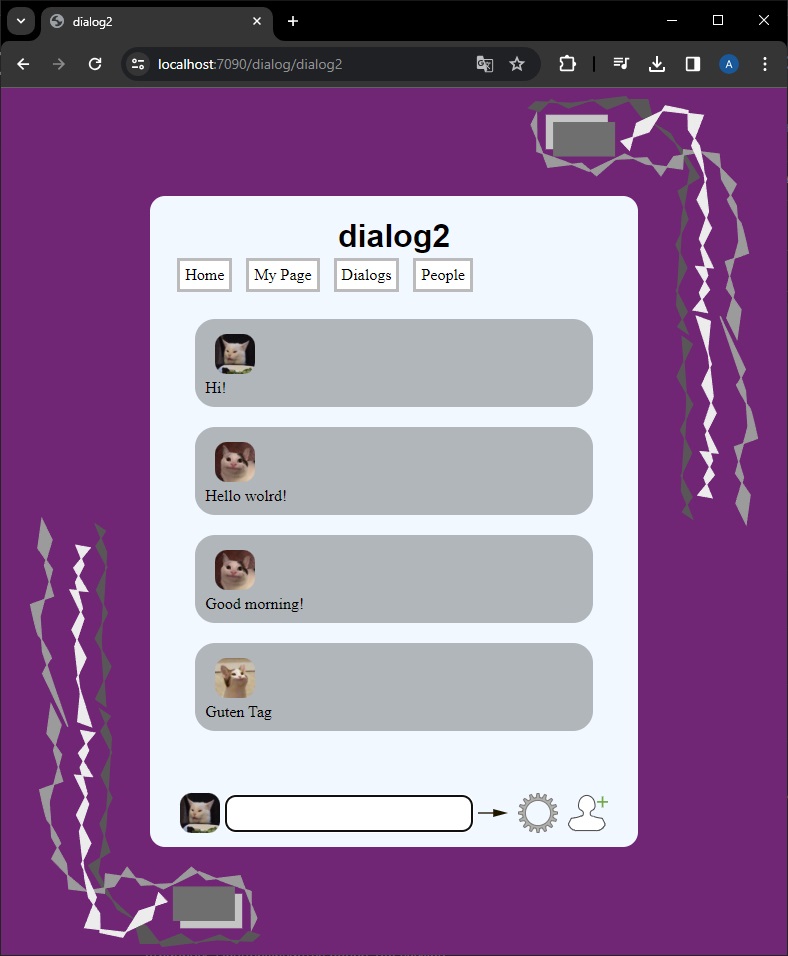 dialog2
localhost:7090/dialog/dialog2
A
dialog2
Home My Page Dialogs People
Hi!
Hello wolrd!
Good morning!
Guten Tag